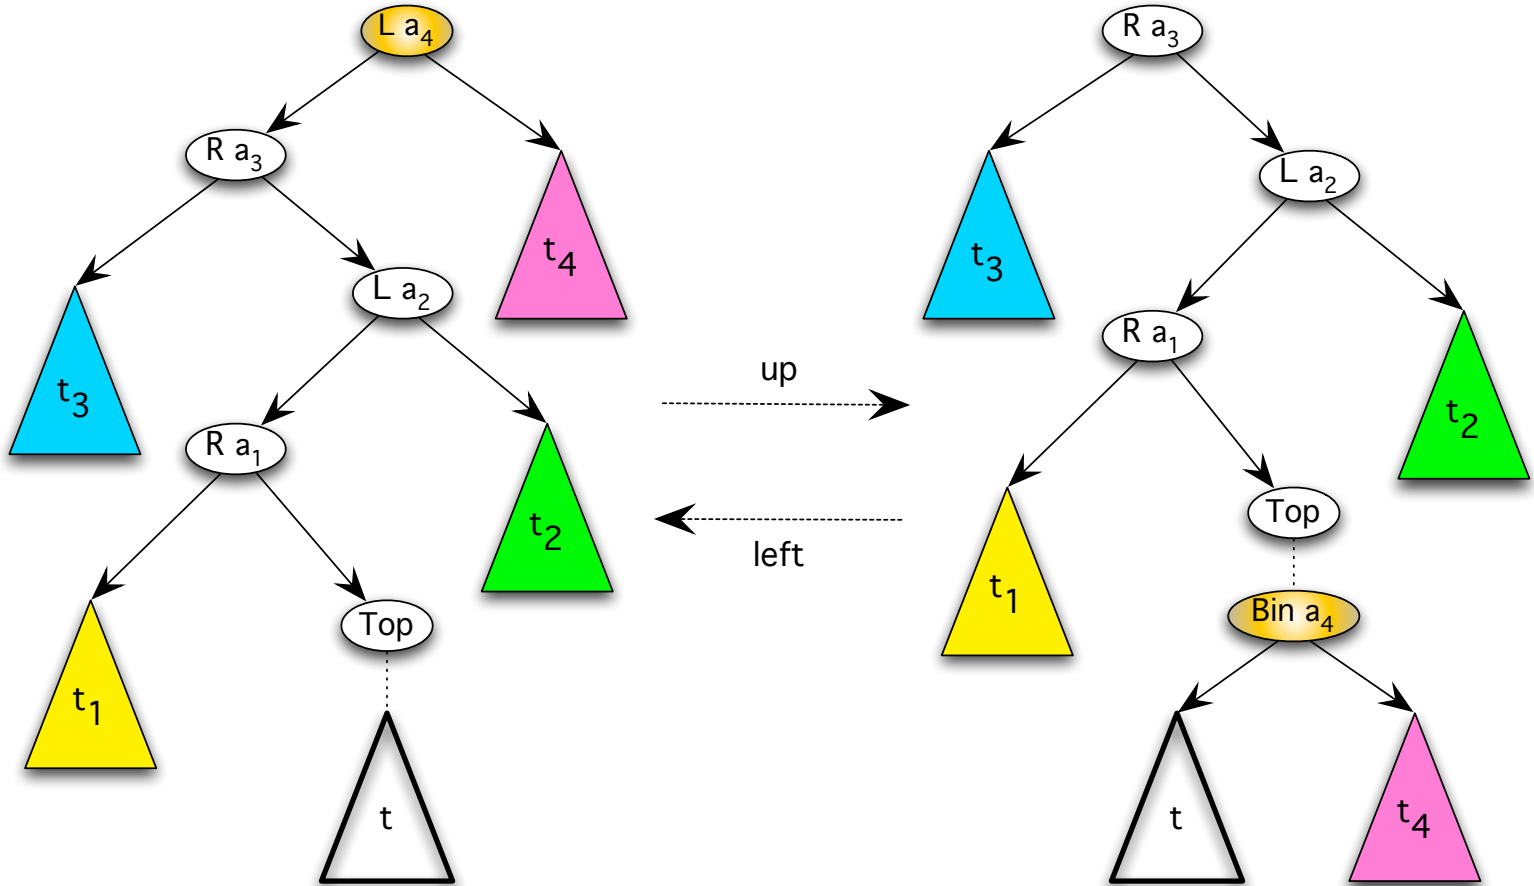 L a4
R a3
t4
L a2
t3
R a1
t2
Top
t1
t
up
left
R a3
L a2
t3
R a1
t2
Top
t1
Bin a4
t
t4